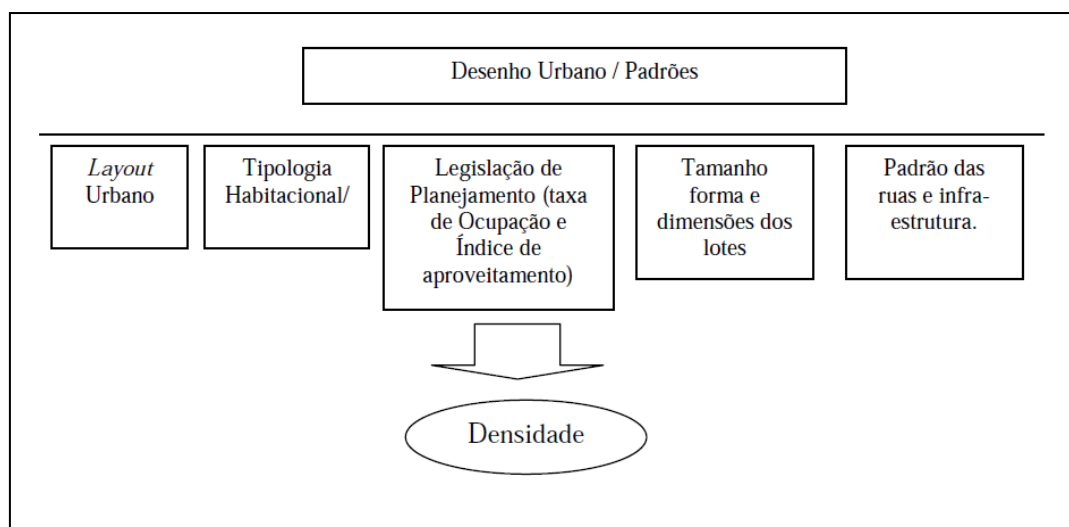 Desenho Urbano / Padrões
Layout
Urbano
Tipologia
Habitacional/
Legislação de
Planejamento (taxa
de Ocupação e
Índice de
aproveitamento)
Tamanho
forma e
dimensões dos
lotes
Padrão das
ruas e infra-
estrutura.
Densidade